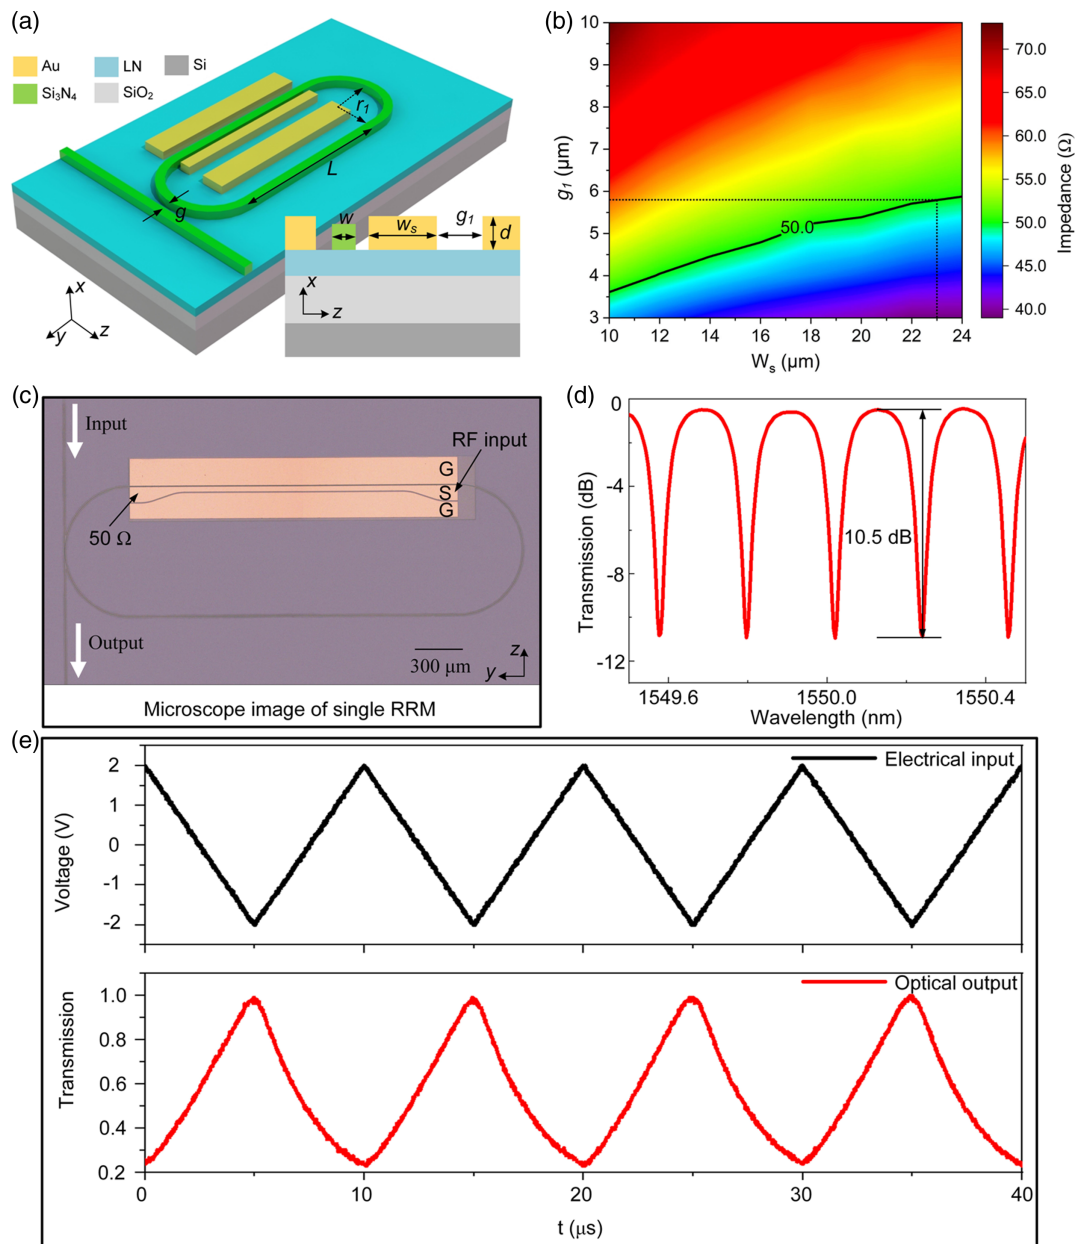 (a)
Au
LN
Si
Si₃N₄
SiO₂
r₁
L
g
w
wₛ
g₁
d
x
z
x
y
z
(b)
10
9
8
7
6
5
4
3
g₁ (μm)
50.0
10 12 14 16 18 20 22 24
Wₛ (μm)
70.0
65.0
60.0
55.0
50.0
45.0
40.0
Impedance (Ω)
(c)
Input
RF input
G
S
G
50 Ω
Output
300 μm
z
y
Microscope image of single RRM
(d)
0
-4
-8
-12
Transmission (dB)
10.5 dB
1549.6 1550.0 1550.4
Wavelength (nm)
(e)
Electrical input
2
1
0
-1
-2
Voltage (V)
Optical output
1.0
0.8
0.6
0.4
0.2
Transmission
0 10 20 30 40
t (μs)